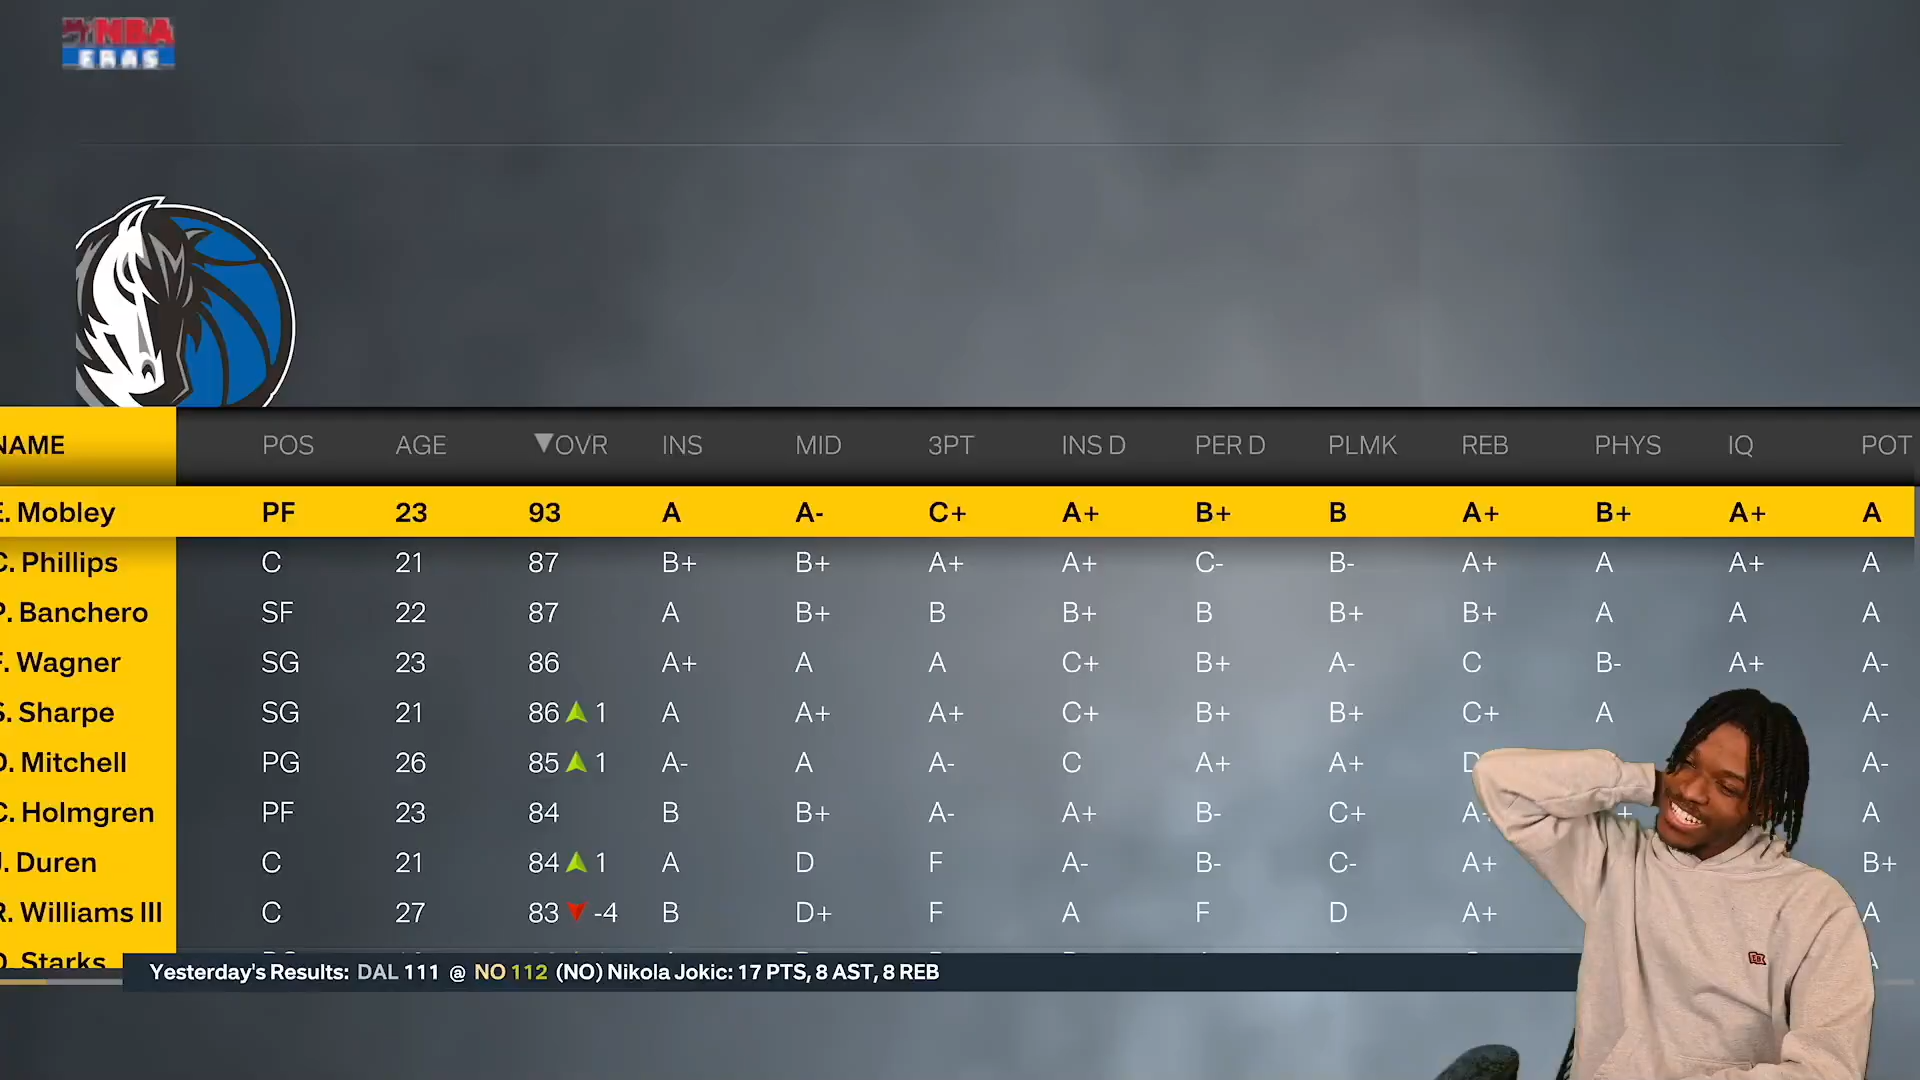 MyNBA
ERAS
NAME POS AGE ▼OVR INS MID 3PT INS D PER D PLMK REB PHYS IQ POT
E. Mobley PF 23 93 A A- C+ A+ B+ B A+ B+ A+ A
C. Phillips C 21 87 B+ B+ A+ A+ C- B- A+ A A+ A
P. Banchero SF 22 87 A B+ B B+ B B+ B+ A A A
F. Wagner SG 23 86 A+ A A C+ B+ A- C B- A+ A-
S. Sharpe SG 21 86 ▲ 1 A A+ A+ C+ B+ B+ C+ A A-
D. Mitchell PG 26 85 ▲ 1 A- A A- C A+ A+ A-
C. Holmgren PF 23 84 B B+ A- A+ B- C+ A
J. Duren C 21 84 ▲ 1 A D F A- B- C- A+ B+
R. Williams III C 27 83 ▼ -4 B D+ F A F D A+ A
D. Starks
Yesterday's Results: DAL 111 @ NO 112 (NO) Nikola Jokic: 17 PTS, 8 AST, 8 REB